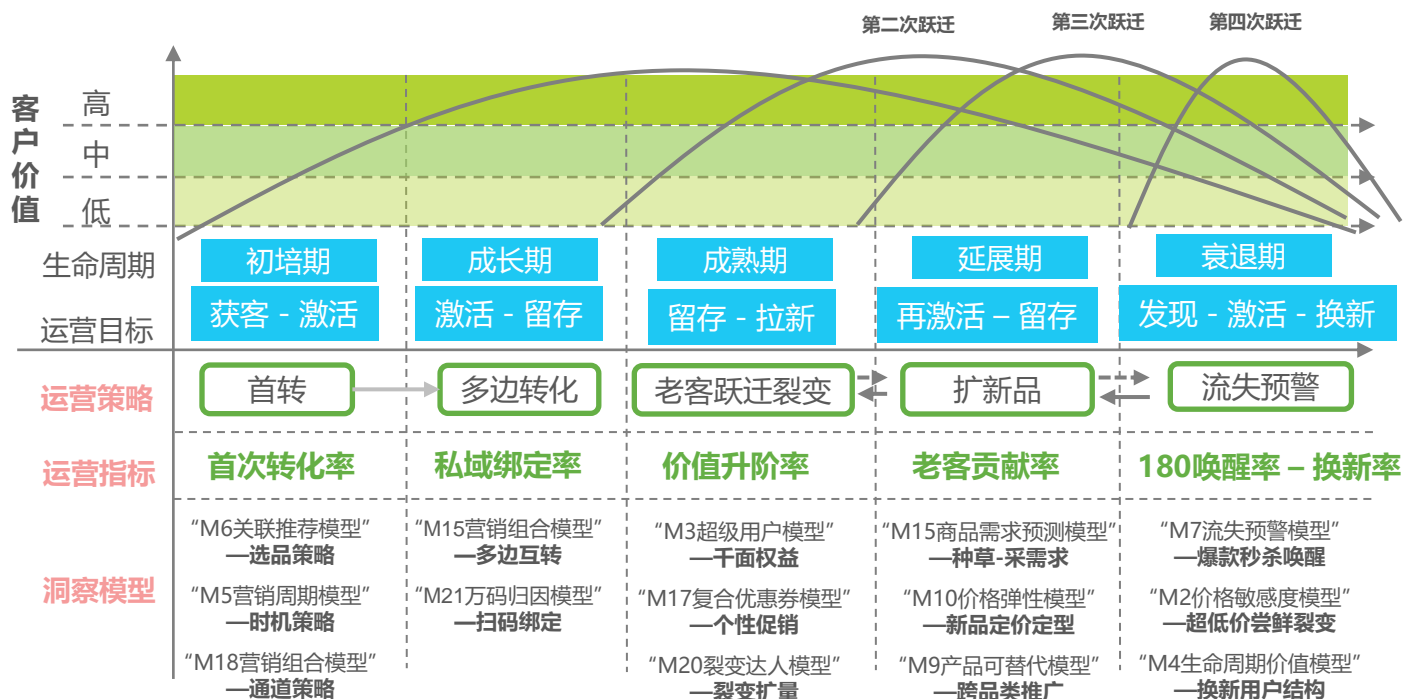 第二次跃迁
第三次跃迁
第四次跃迁
客户价值
高
中
低
生命周期
初培期
成长期
成熟期
延展期
衰退期
运营目标
获客 - 激活
激活 - 留存
留存 - 拉新
再激活 – 留存
发现 - 激活 - 换新
运营策略
首转
多边转化
老客跃迁裂变
扩新品
流失预警
运营指标
首次转化率
私域绑定率
价值升阶率
老客贡献率
180唤醒率 – 换新率
洞察模型
“M6关联推荐模型”
—选品策略
“M5营销周期模型”
—时机策略
“M18营销组合模型”
—通道策略
“M15营销组合模型”
—多边互转
“M21万码归因模型”
—扫码绑定
“M3超级用户模型”
—千面权益
“M17复合优惠券模型”
—个性促销
“M20裂变达人模型”
—裂变扩量
“M15商品需求预测模型”
—种草-采需求
“M10价格弹性模型”
—新品定价定型
“M9产品可替代模型”
—跨品类推广
“M7流失预警模型”
—爆款秒杀唤醒
“M2价格敏感度模型”
—超低价尝鲜裂变
“M4生命周期价值模型”
—换新用户结构